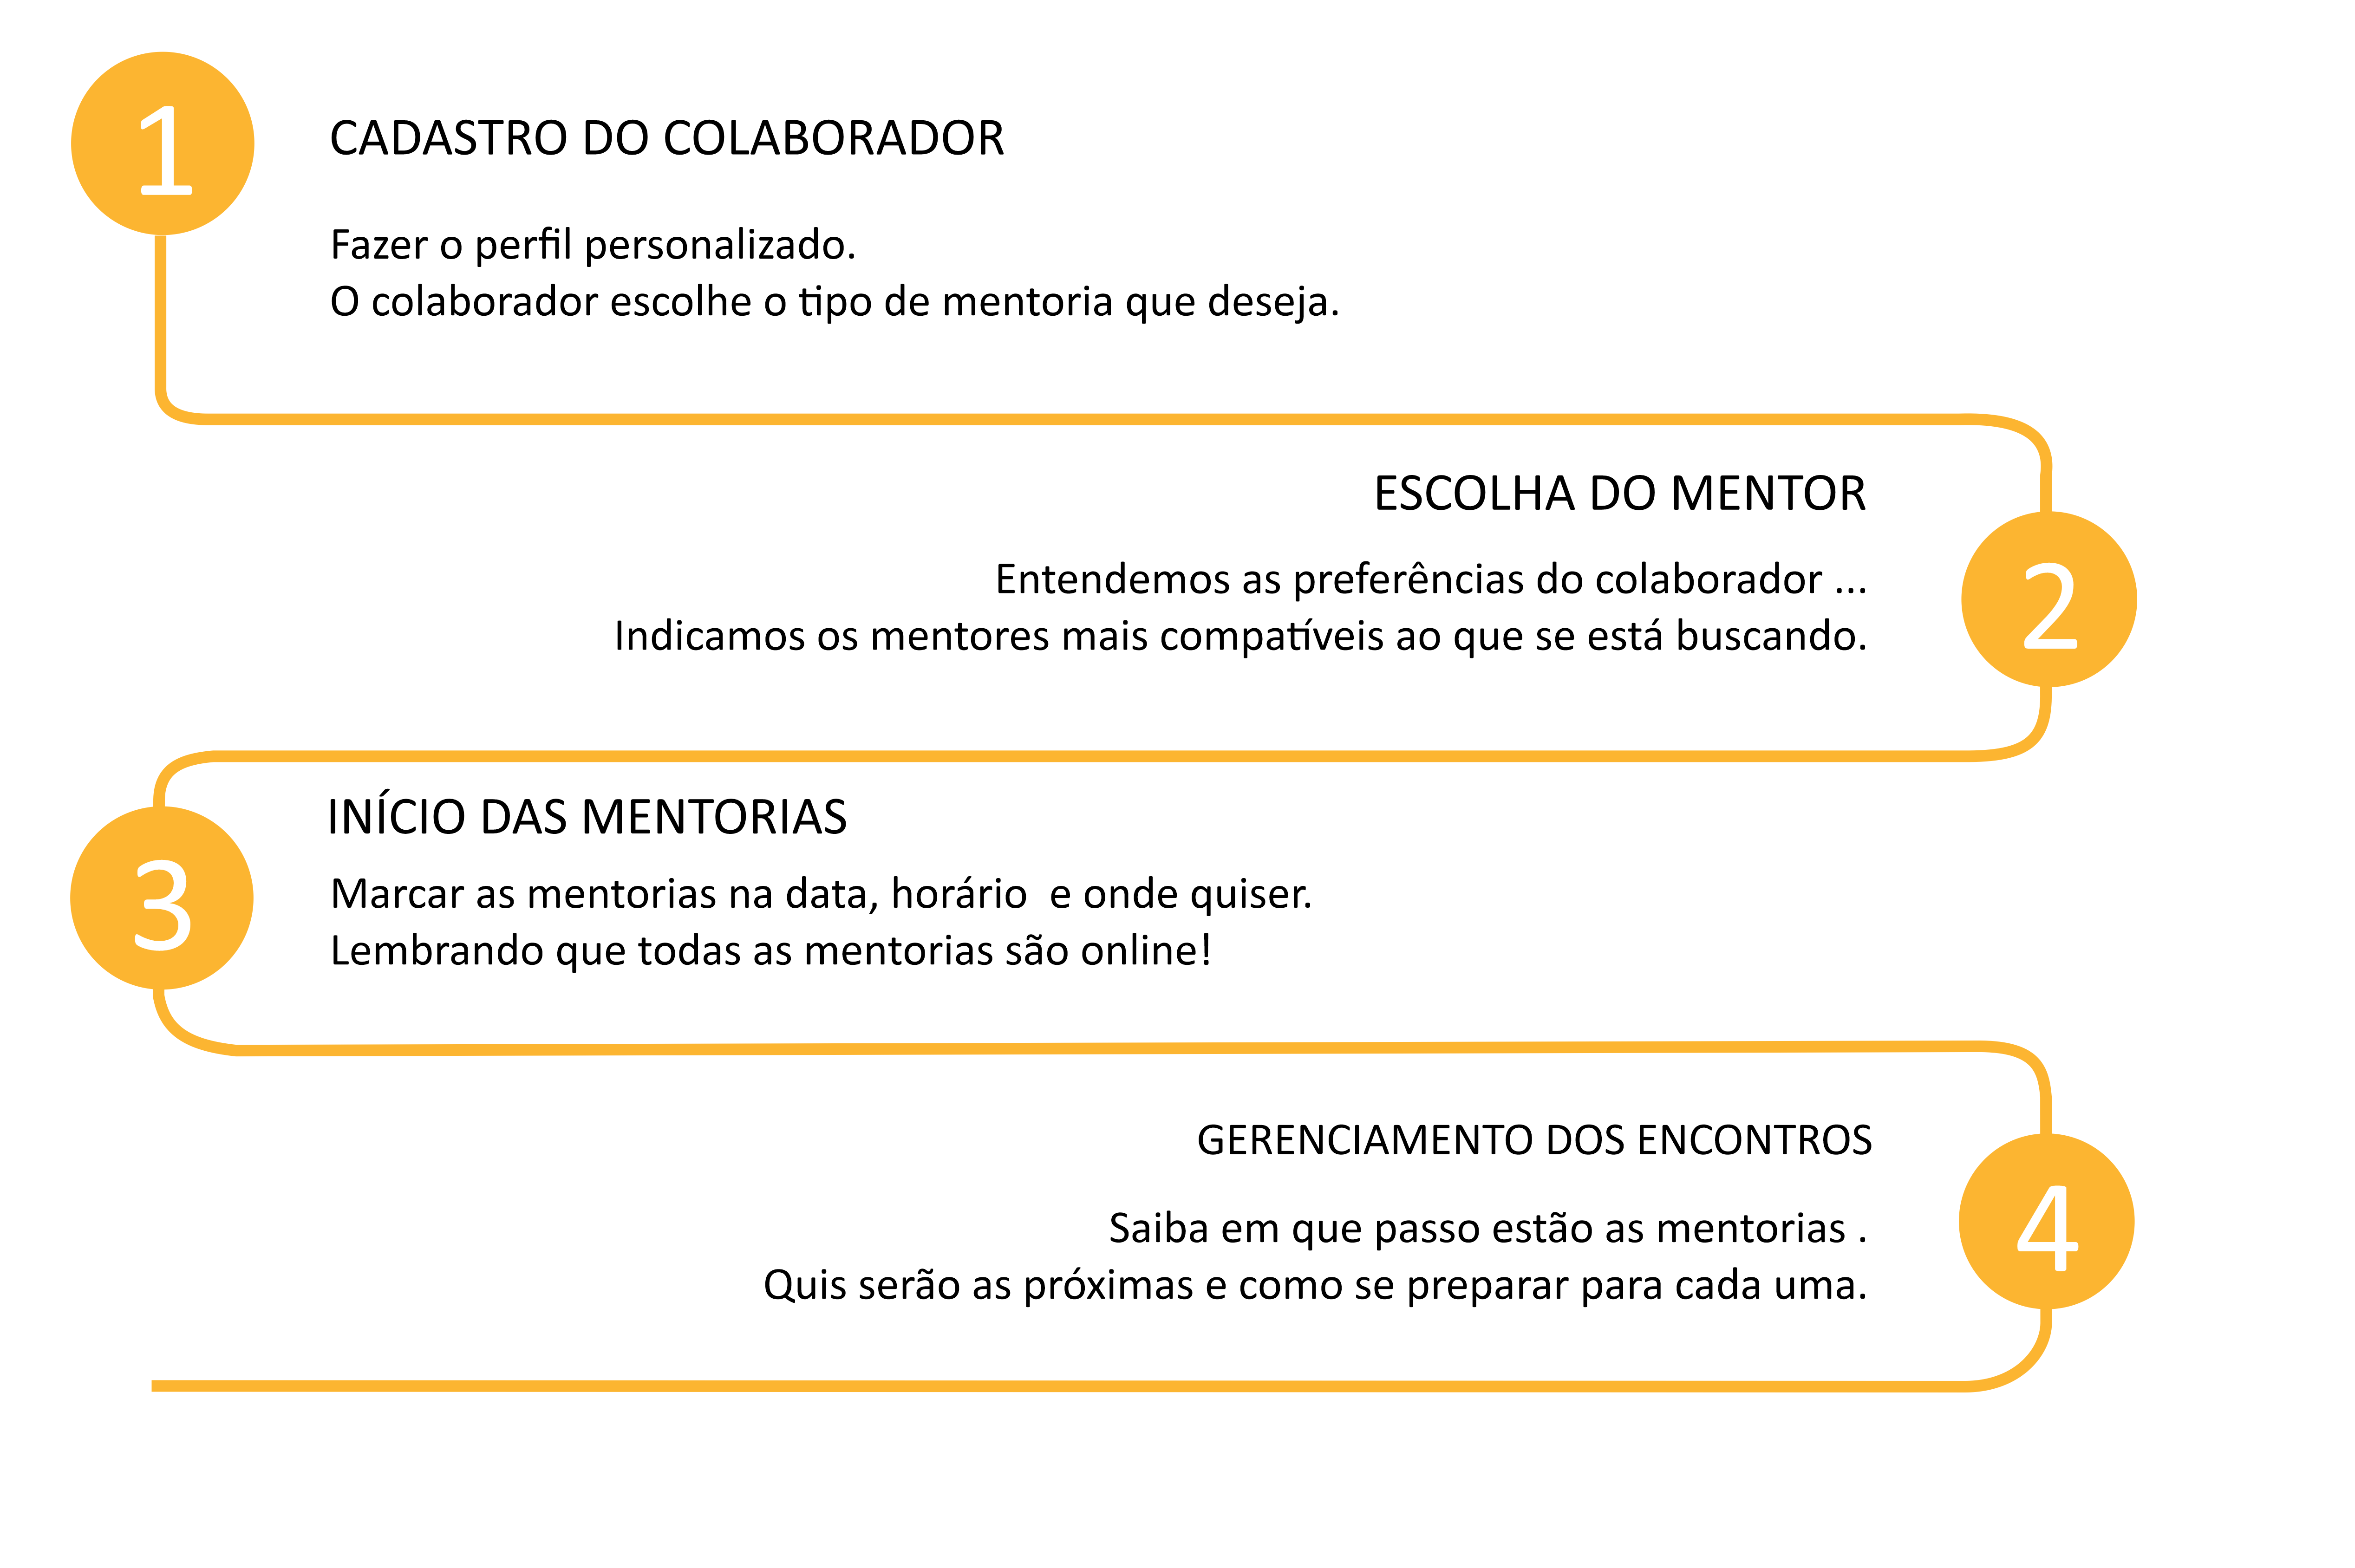 1
CADASTRO DO COLABORADOR
Fazer o perfil personalizado.
O colaborador escolhe o tipo de mentoria que deseja.
ESCOLHA DO MENTOR
Entendemos as preferências do colaborador ...
Indicamos os mentores mais compatíveis ao que se está buscando.
2
3
INÍCIO DAS MENTORIAS
Marcar as mentorias na data, horário  e onde quiser.
Lembrando que todas as mentorias são online!
GERENCIAMENTO DOS ENCONTROS
Saiba em que passo estão as mentorias .
Quis serão as próximas e como se preparar para cada uma.
4